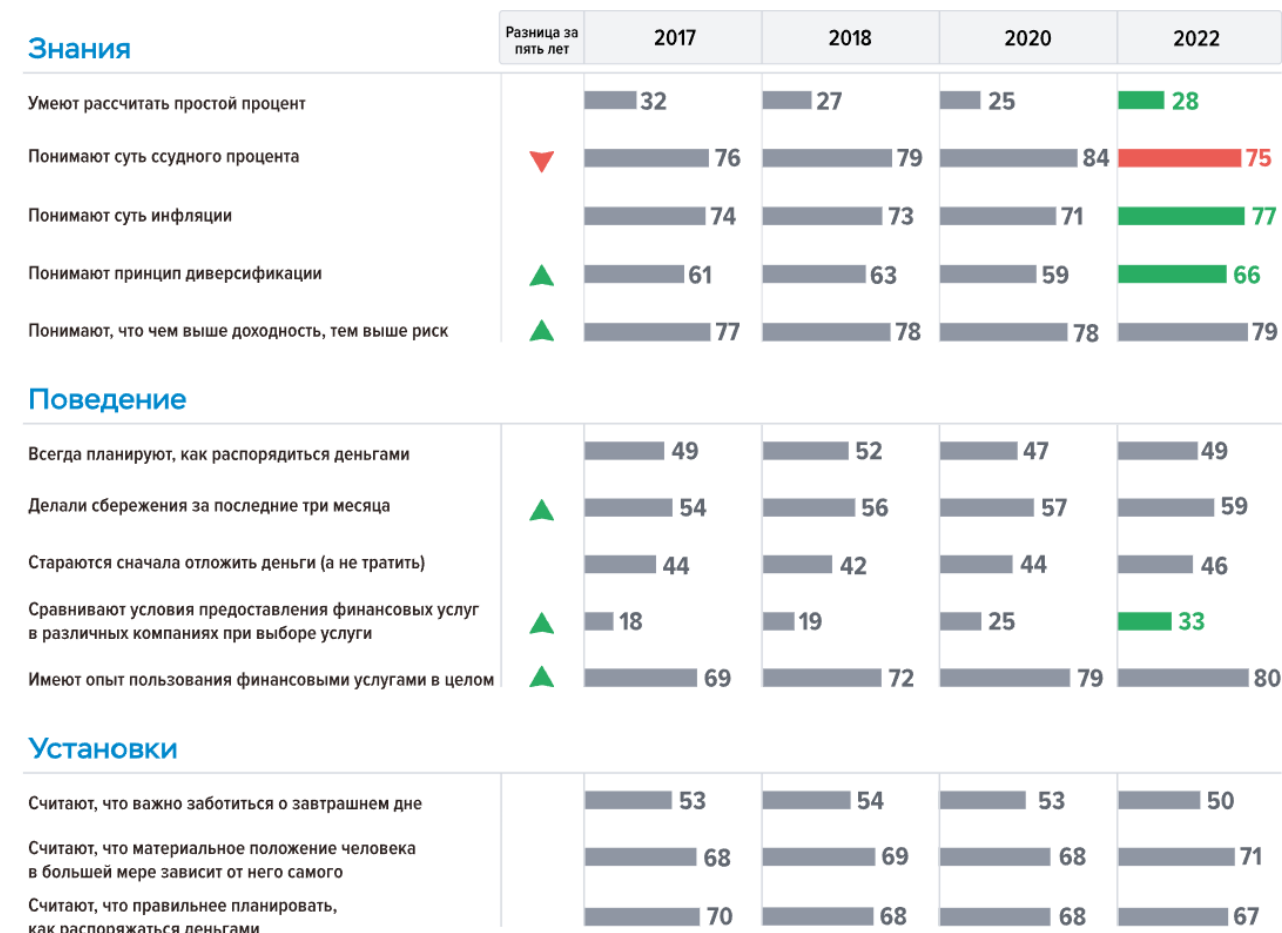 Знания
Разница за
пять лет
2017
2018
2020
2022
Умеют рассчитать простой процент
32
27
25
28
Понимают суть ссудного процента
76
79
84
75
Понимают суть инфляции
74
73
71
77
Понимают принцип диверсификации
61
63
59
66
Понимают, что чем выше доходность, тем выше риск
77
78
78
79
Поведение
Всегда планируют, как распорядиться деньгами
49
52
47
49
Делали сбережения за последние три месяца
54
56
57
59
Стараются сначала отложить деньги (а не тратить)
44
42
44
46
Сравнивают условия предоставления финансовых услуг
в различных компаниях при выборе услуги
18
19
25
33
Имеют опыт пользования финансовыми услугами в целом
69
72
79
80
Установки
Считают, что важно заботиться о завтрашнем дне
53
54
53
50
Считают, что материальное положение человека
в большей мере зависит от него самого
68
69
68
71
Считают, что правильнее планировать,
как распоряжаться деньгами
70
68
68
67